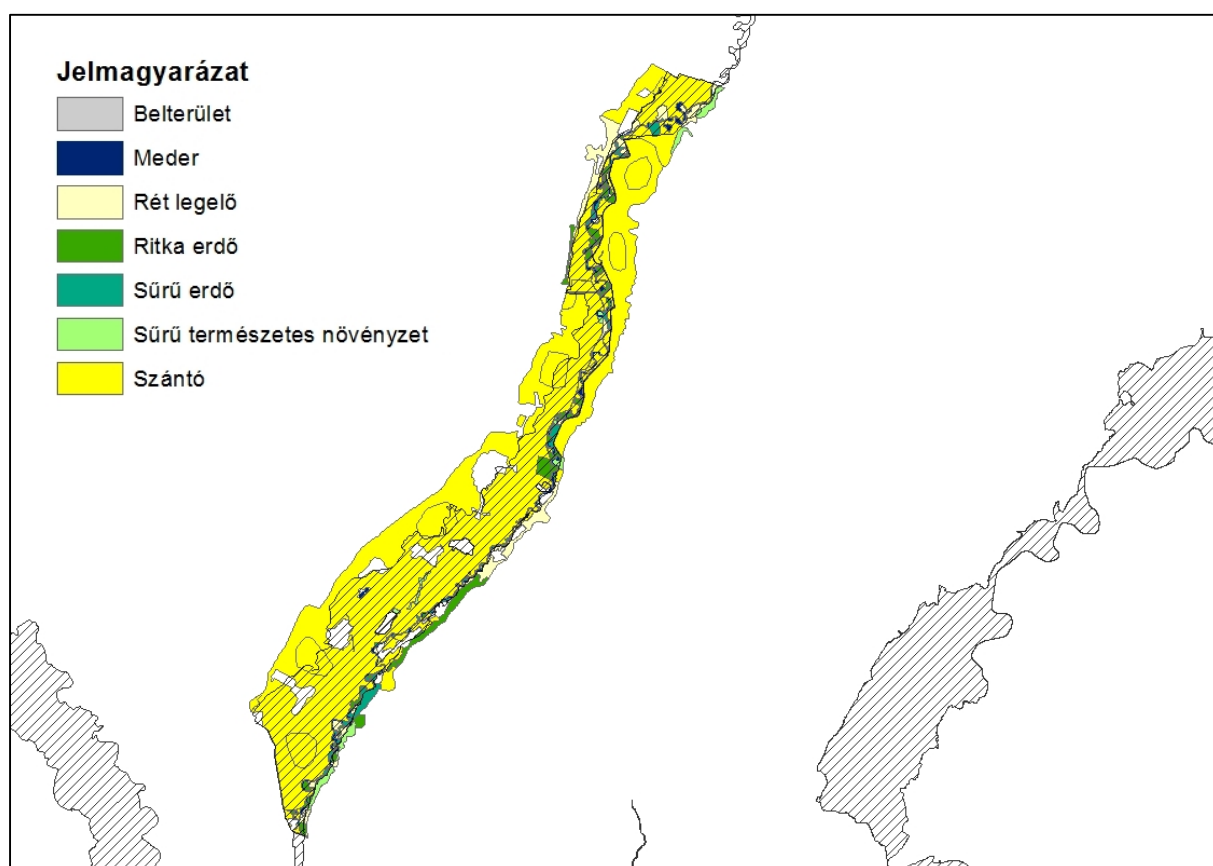 Jelmagyarázat
Belterület
Meder
Rét legelő
Ritka erdő
Sűrű erdő
Sűrű természetes növényzet
Szántó